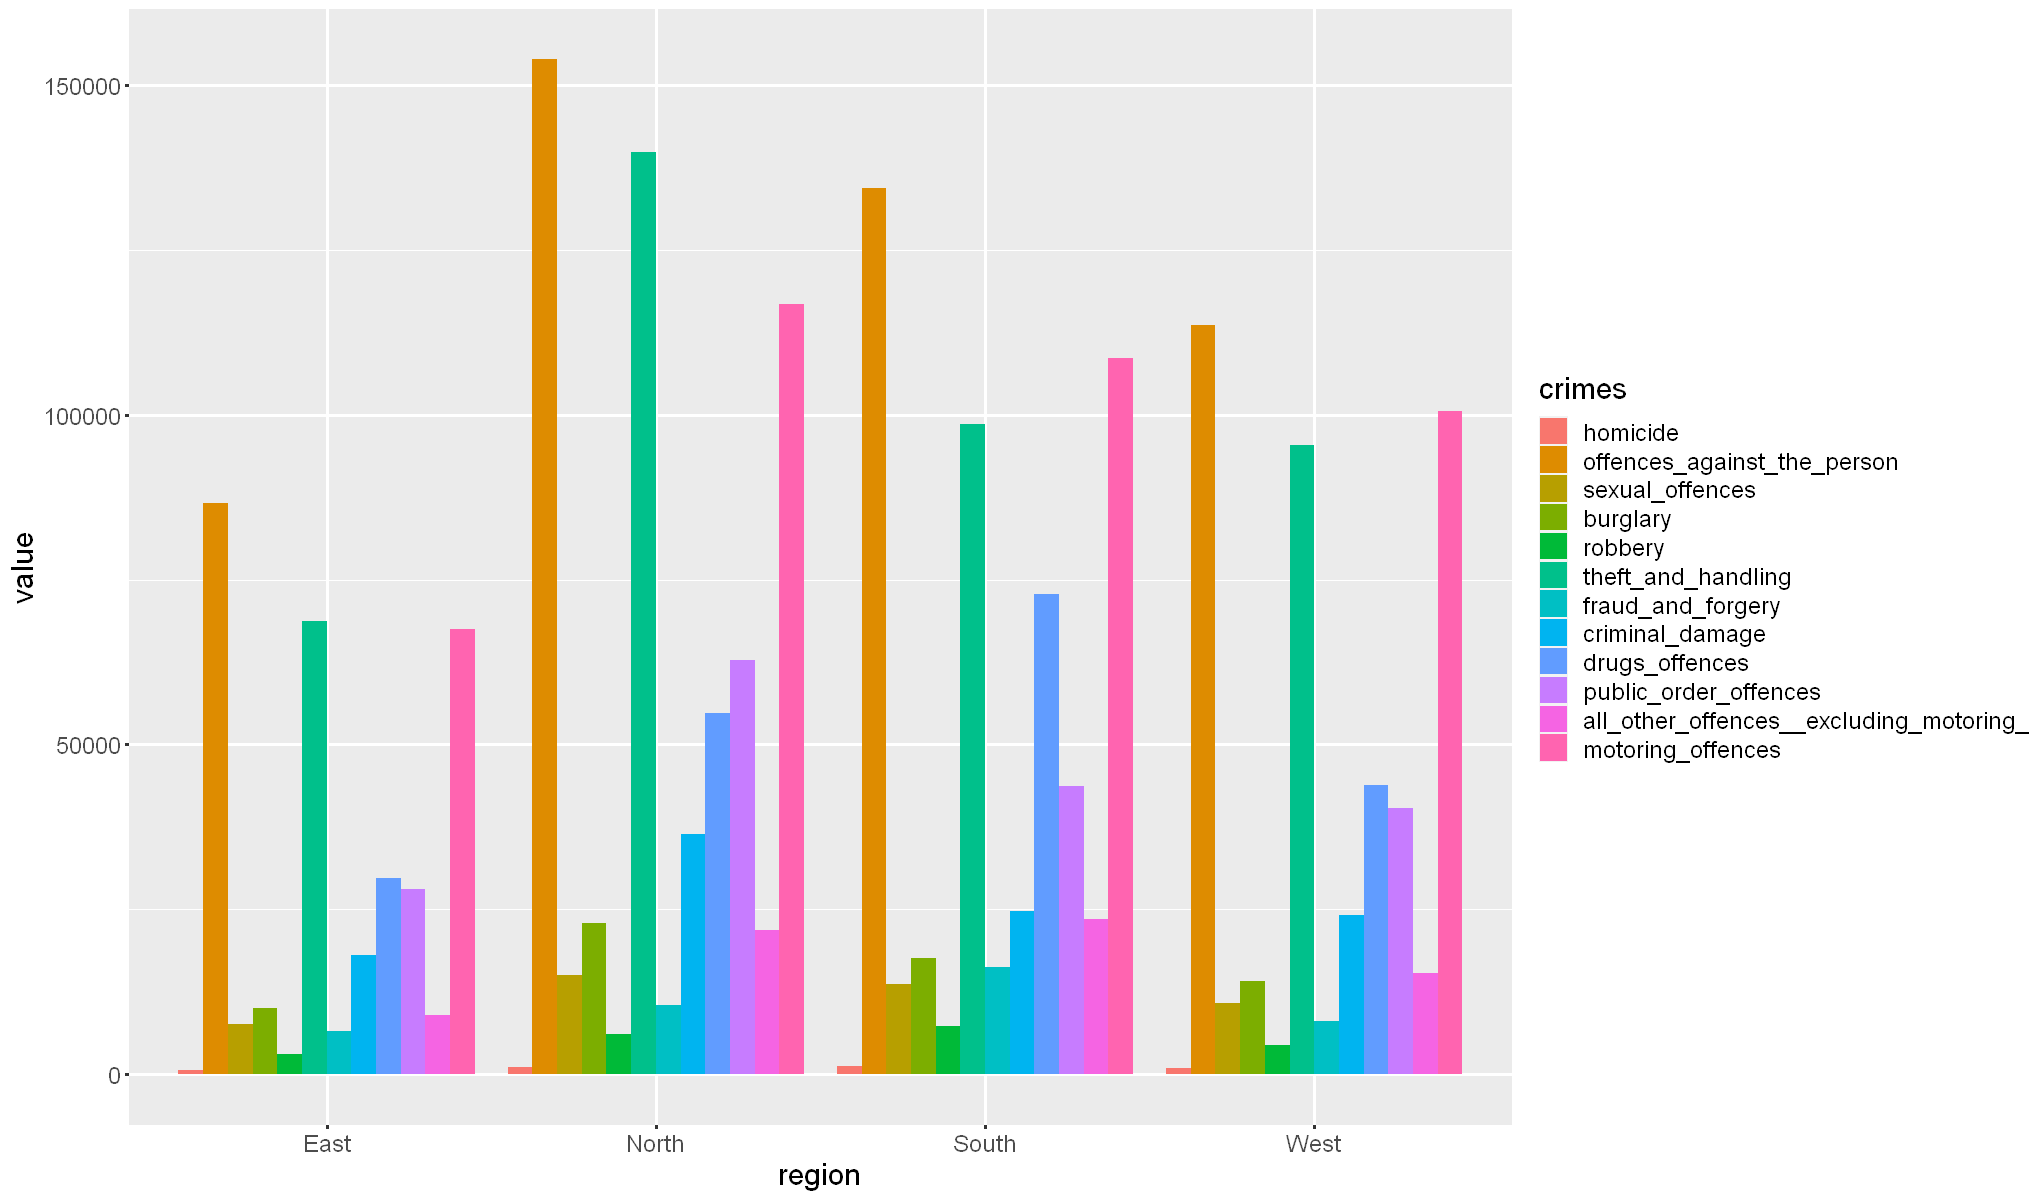 150000
100000
50000
0
value
East North South West
region
crimes
homicide
offences_against_the_person
sexual_offences
burglary
robbery
theft_and_handling
fraud_and_forgery
criminal_damage
drugs_offences
public_order_offences
all_other_offences__excluding_motoring_
motoring_offences